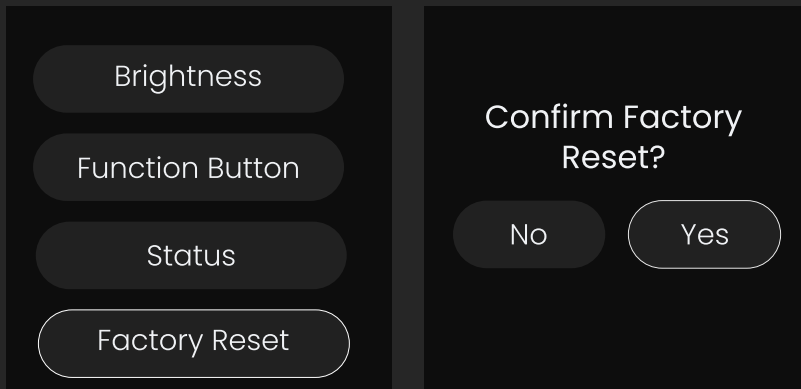 Brightness
Function Button
Status
Factory Reset
Confirm Factory
Reset?
No
Yes